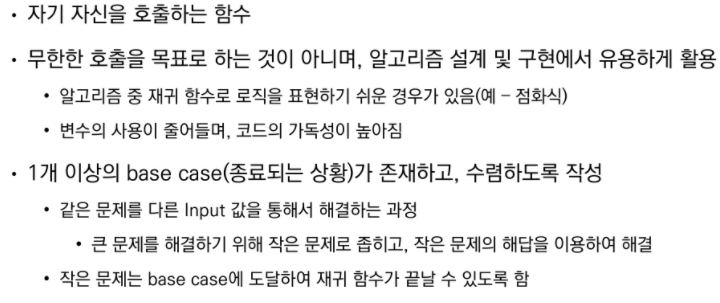 • 자기 자신을 호출하는 함수
• 무한한 호출을 목표로 하는 것이 아니며, 알고리즘 설계 및 구현에서 유용하게 활용
• 알고리즘 중 재귀 함수로 로직을 표현하기 쉬운 경우가 있음(예 – 점화식)
• 변수의 사용이 줄어들며, 코드의 가독성이 높아짐
• 1개 이상의 base case(종료되는 상황)가 존재하고, 수렴하도록 작성
• 같은 문제를 다른 Input 값을 통해서 해결하는 과정
• 큰 문제를 해결하기 위해 작은 문제로 좁히고, 작은 문제의 해답을 이용하여 해결
• 작은 문제는 base case에 도달하여 재귀 함수가 끝날 수 있도록 함